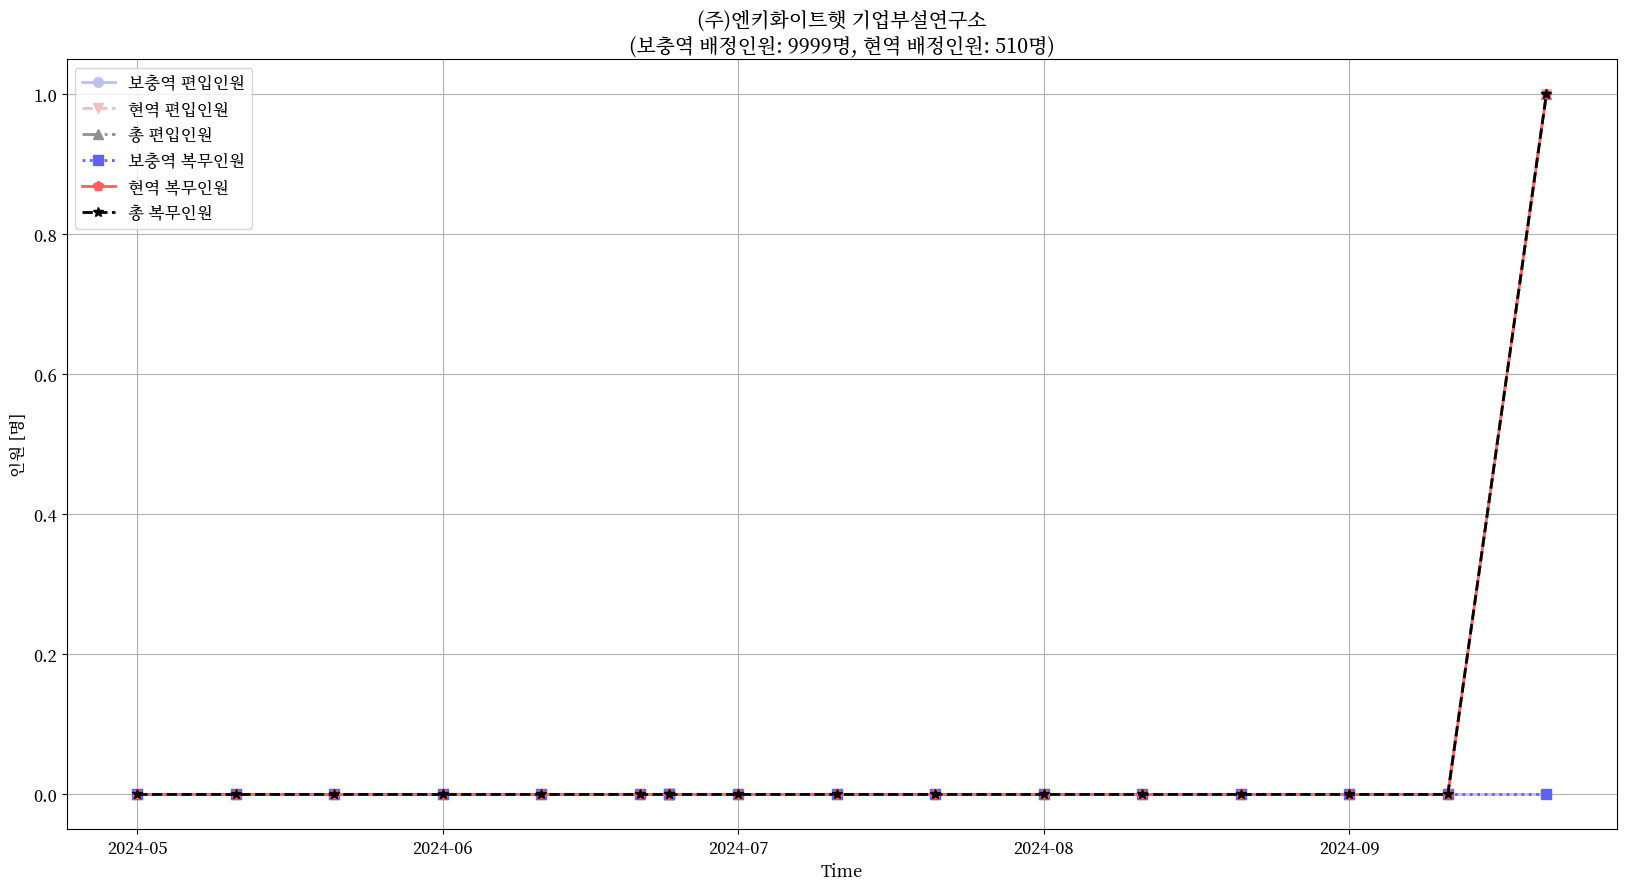 (주)엔키화이트햇 기업부설연구소
(보충역 배정인원: 9999명, 현역 배정인원: 510명)
보충역 편입인원
현역 편입인원
총 편입인원
보충역 복무인원
현역 복무인원
총 복무인원
1.0
0.8
0.6
0.4
0.2
0.0
인원 [명]
2024-05
2024-06
2024-07
2024-08
2024-09
Time